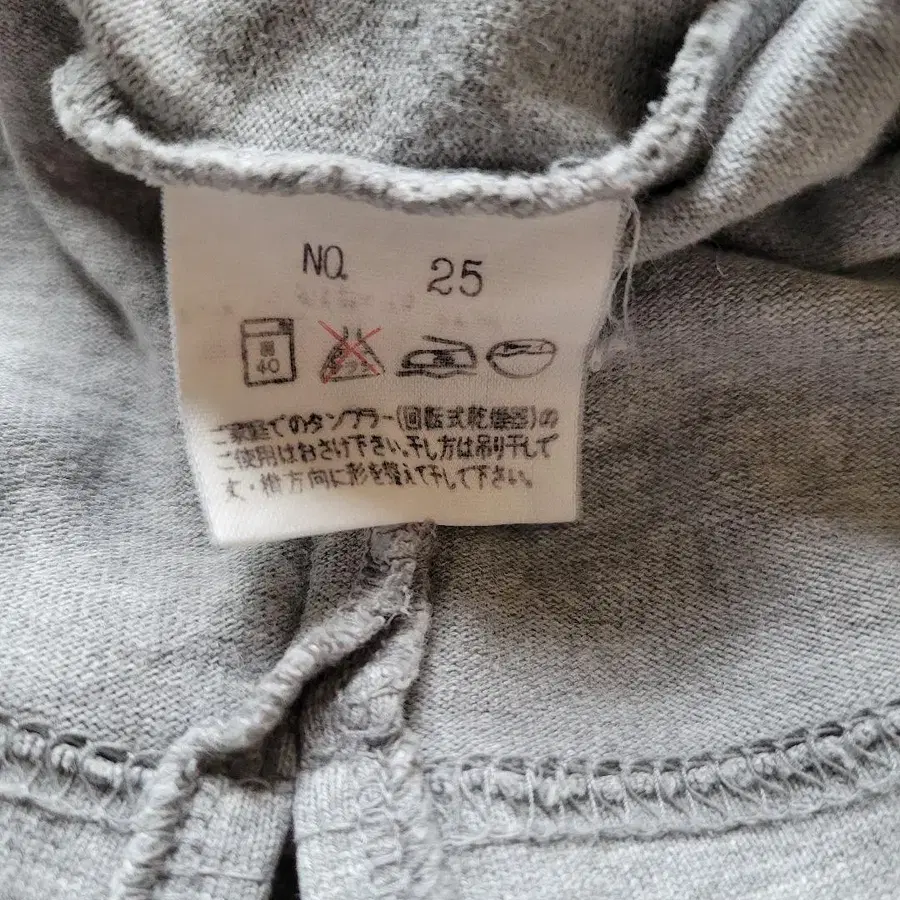 NO. 25
40
ご家庭でのタンブラー(回転式乾燥器)の
ご使用はおさけ下さい。干し方は吊り干しで
丈・横方向に形を整えて干して下さい。